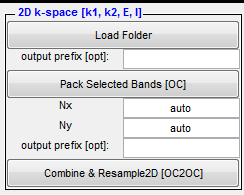 2D k-space [k1, k2, E, I]
Load Folder
output prefix [opt]:
Pack Selected Bands [OC]
Nx auto
Ny auto
output prefix [opt]:
Combine & Resample2D [OC2OC]